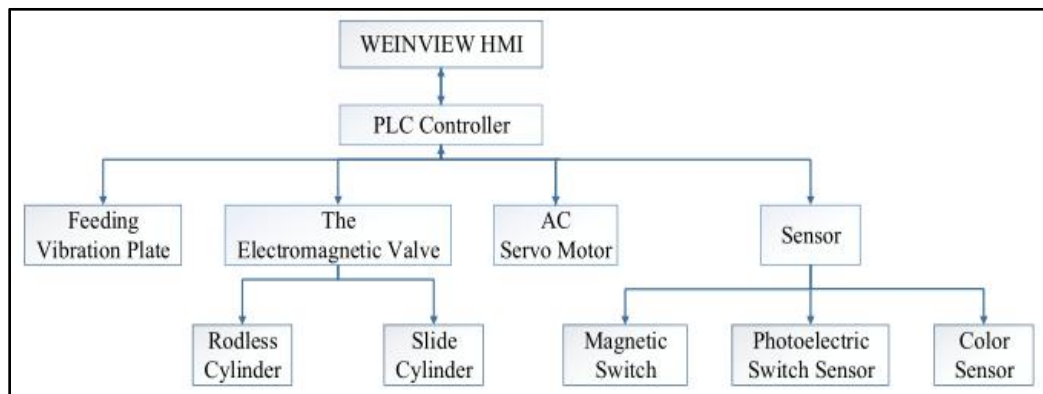 WEINVIEW HMI
PLC Controller
Feeding
Vibration Plate
The
Electromagnetic Valve
AC
Servo Motor
Sensor
Rodless
Cylinder
Slide
Cylinder
Magnetic
Switch
Photoelectric
Switch Sensor
Color
Sensor